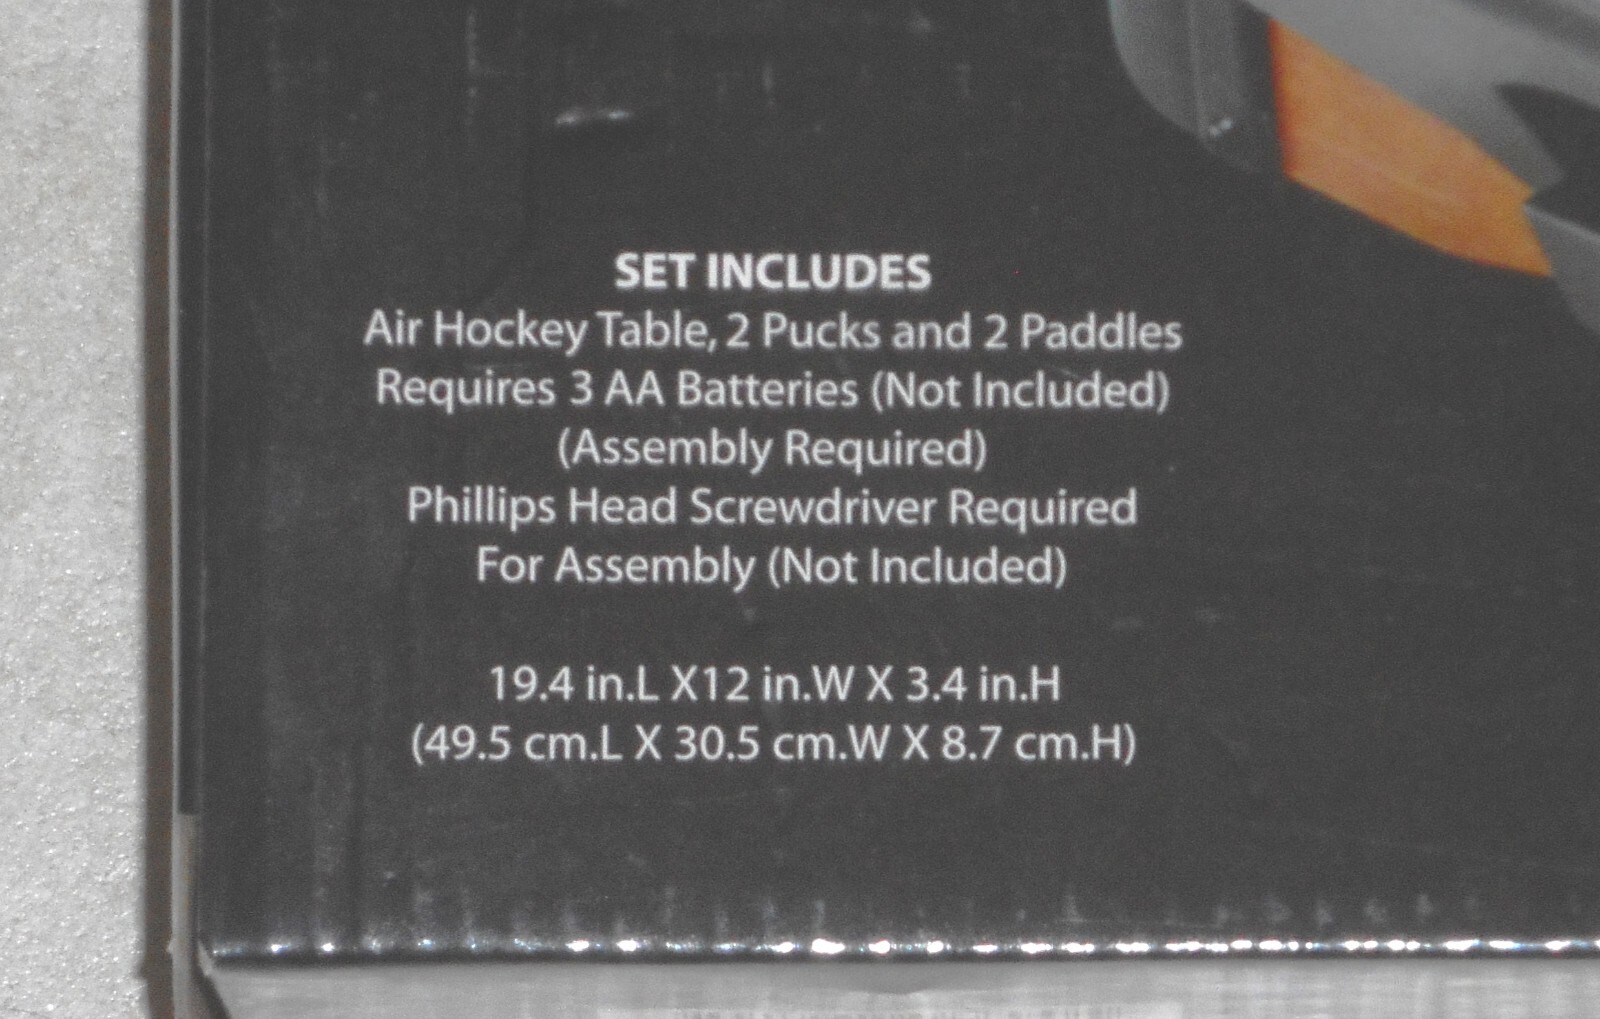 SET INCLUDES
Air Hockey Table, 2 Pucks and 2 Paddles
Requires 3 AA Batteries (Not Included)
(Assembly Required)
Phillips Head Screwdriver Required
For Assembly (Not Included)
19.4 in.L X12 in.W X 3.4 in.H
(49.5 cm.L X 30.5 cm.W X 8.7 cm.H)